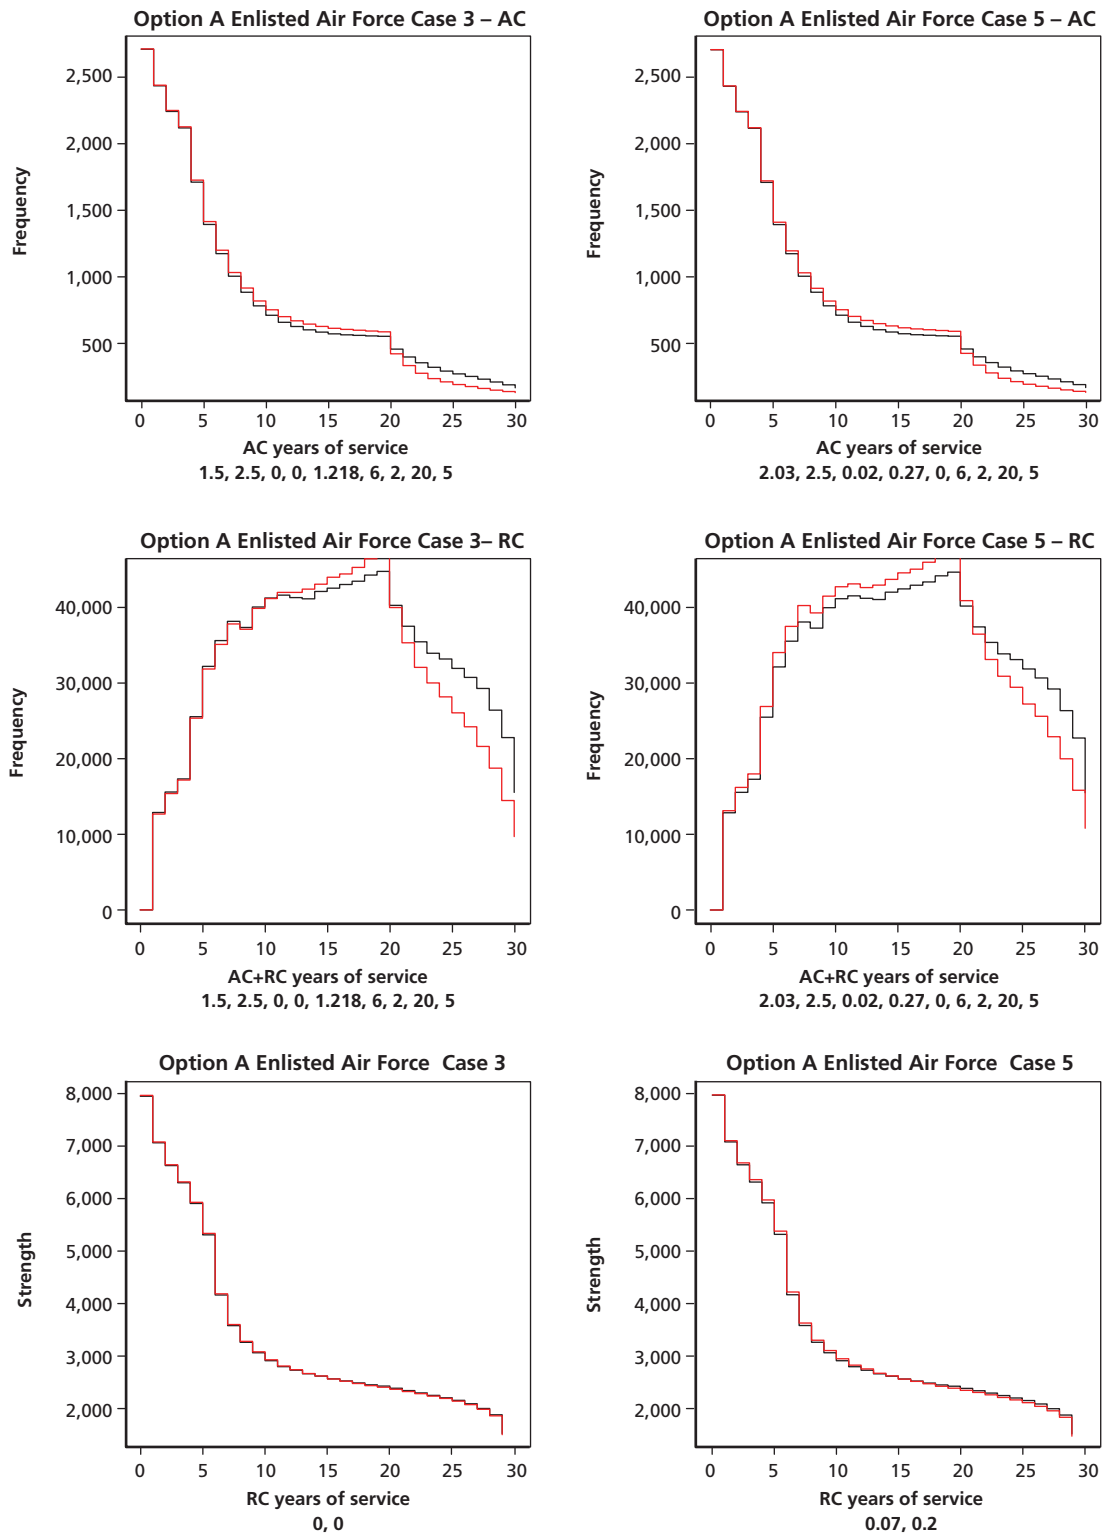 Option A Enlisted Air Force Case 3 – AC
Frequency
2,500
2,000
1,500
1,000
500
0 5 10 15 20 25 30
AC years of service
1.5, 2.5, 0, 0, 1.218, 6, 2, 20, 5
Option A Enlisted Air Force Case 5 – AC
Frequency
2,500
2,000
1,500
1,000
500
0 5 10 15 20 25 30
AC years of service
2.03, 2.5, 0.02, 0.27, 0, 6, 2, 20, 5
Option A Enlisted Air Force Case 3– RC
Frequency
40,000
30,000
20,000
10,000
0
0 5 10 15 20 25 30
AC+RC years of service
1.5, 2.5, 0, 0, 1.218, 6, 2, 20, 5
Option A Enlisted Air Force Case 5 – RC
Frequency
40,000
30,000
20,000
10,000
0
0 5 10 15 20 25 30
AC+RC years of service
2.03, 2.5, 0.02, 0.27, 0, 6, 2, 20, 5
Option A Enlisted Air Force Case 3
Strength
8,000
7,000
6,000
5,000
4,000
3,000
2,000
0 5 10 15 20 25 30
RC years of service
0, 0
Option A Enlisted Air Force Case 5
Strength
8,000
7,000
6,000
5,000
4,000
3,000
2,000
0 5 10 15 20 25 30
RC years of service
0.07, 0.2